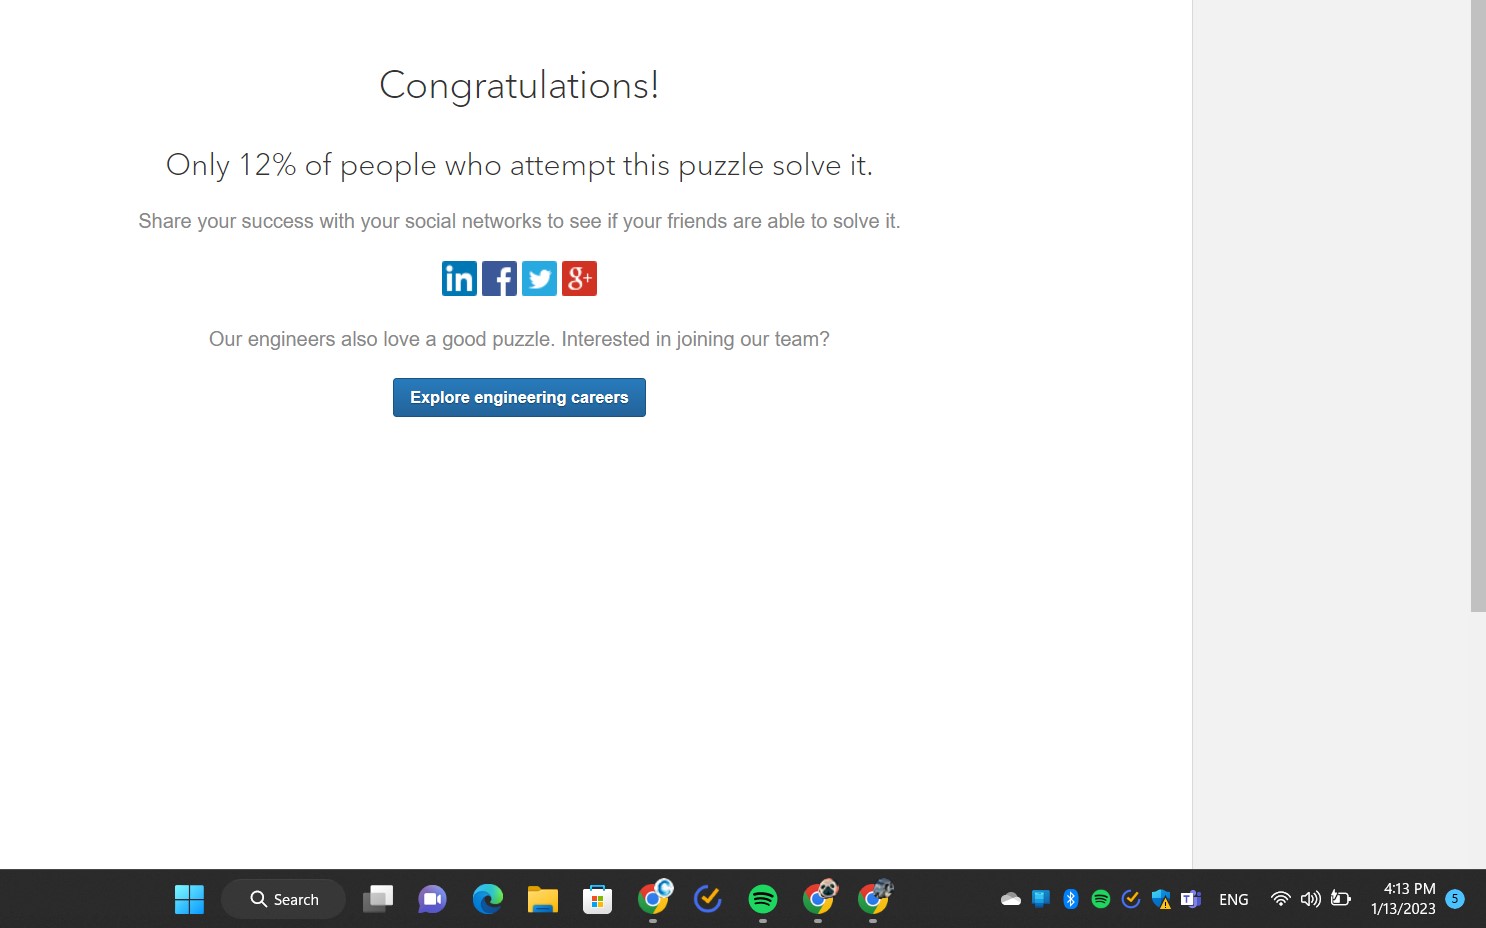 Congratulations!
Only 12% of people who attempt this puzzle solve it.
Share your success with your social networks to see if your friends are able to solve it.
in f g+
Our engineers also love a good puzzle. Interested in joining our team?
Explore engineering careers
Search
ENG
4:13 PM
1/13/2023
5